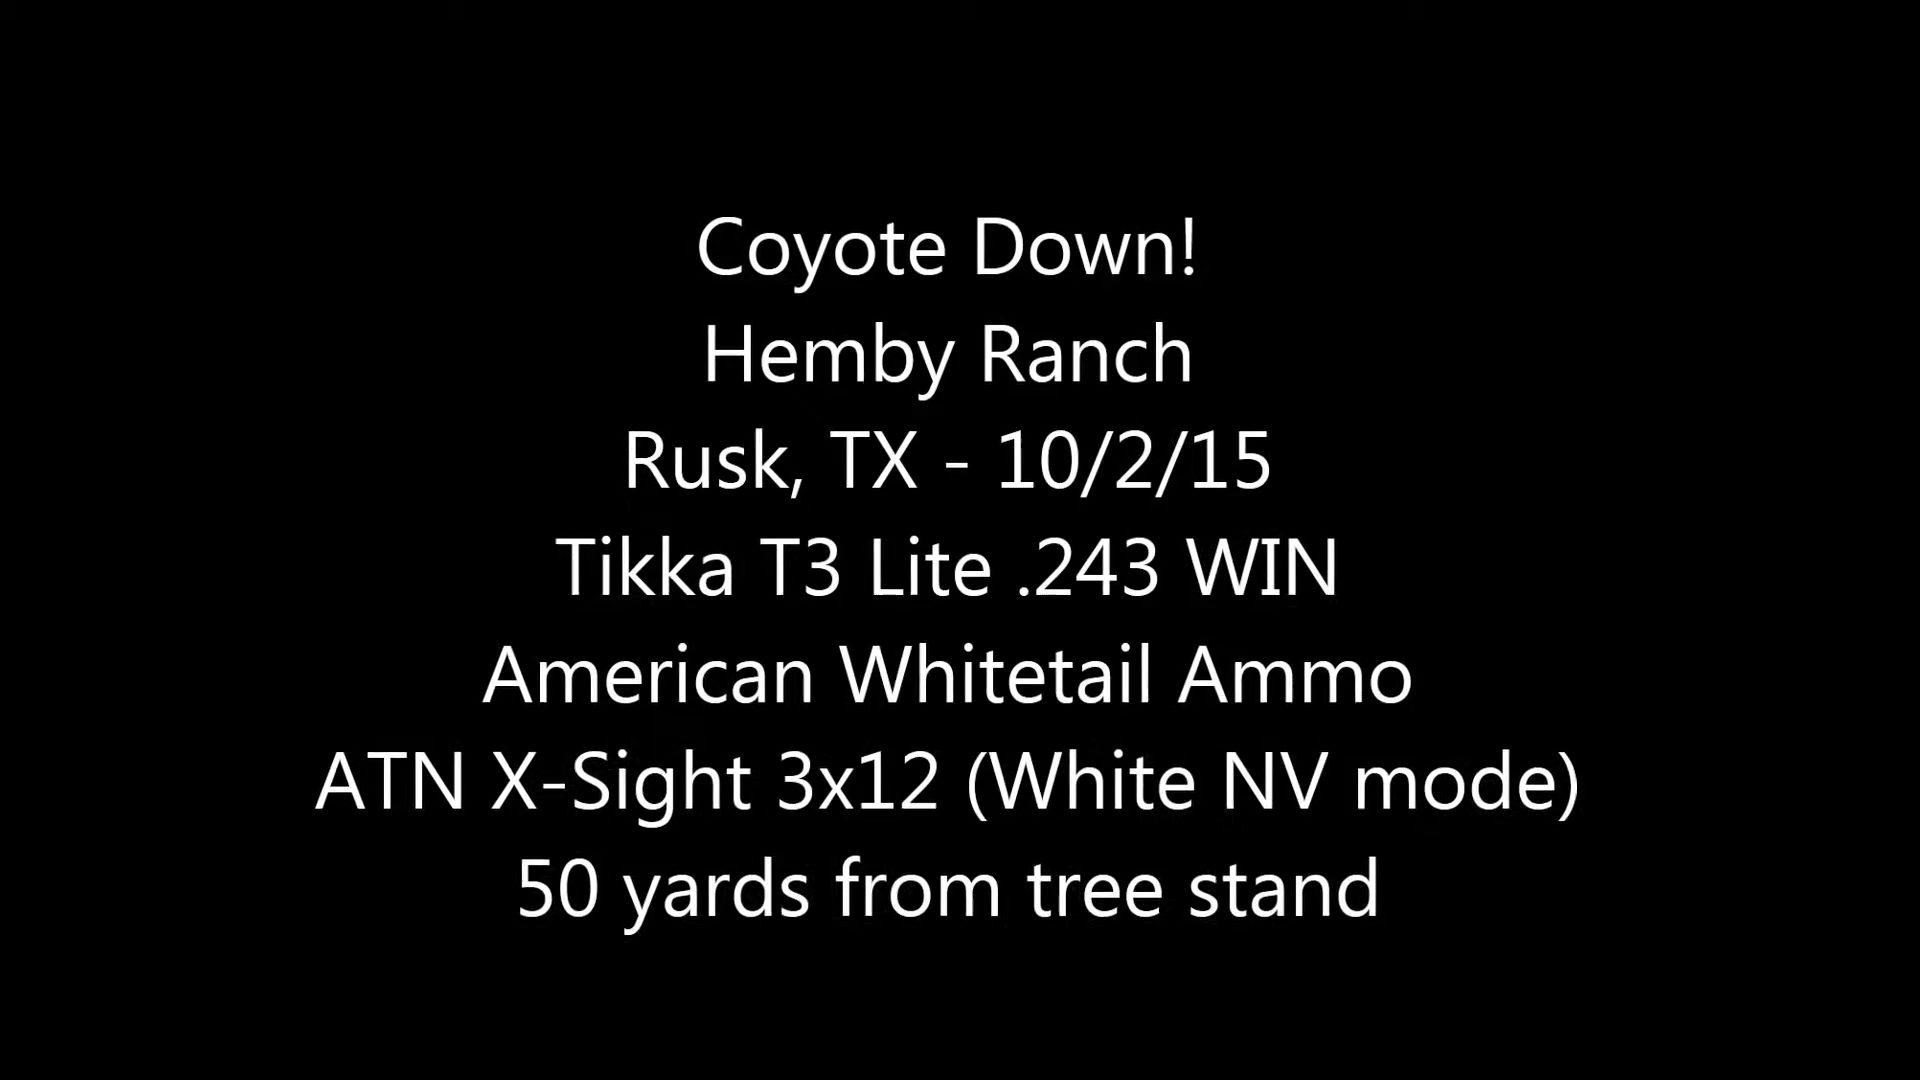 Coyote Down!
Hemby Ranch
Rusk, TX - 10/2/15
Tikka T3 Lite .243 WIN
American Whitetail Ammo
ATN X-Sight 3x12 (White NV mode)
50 yards from tree stand